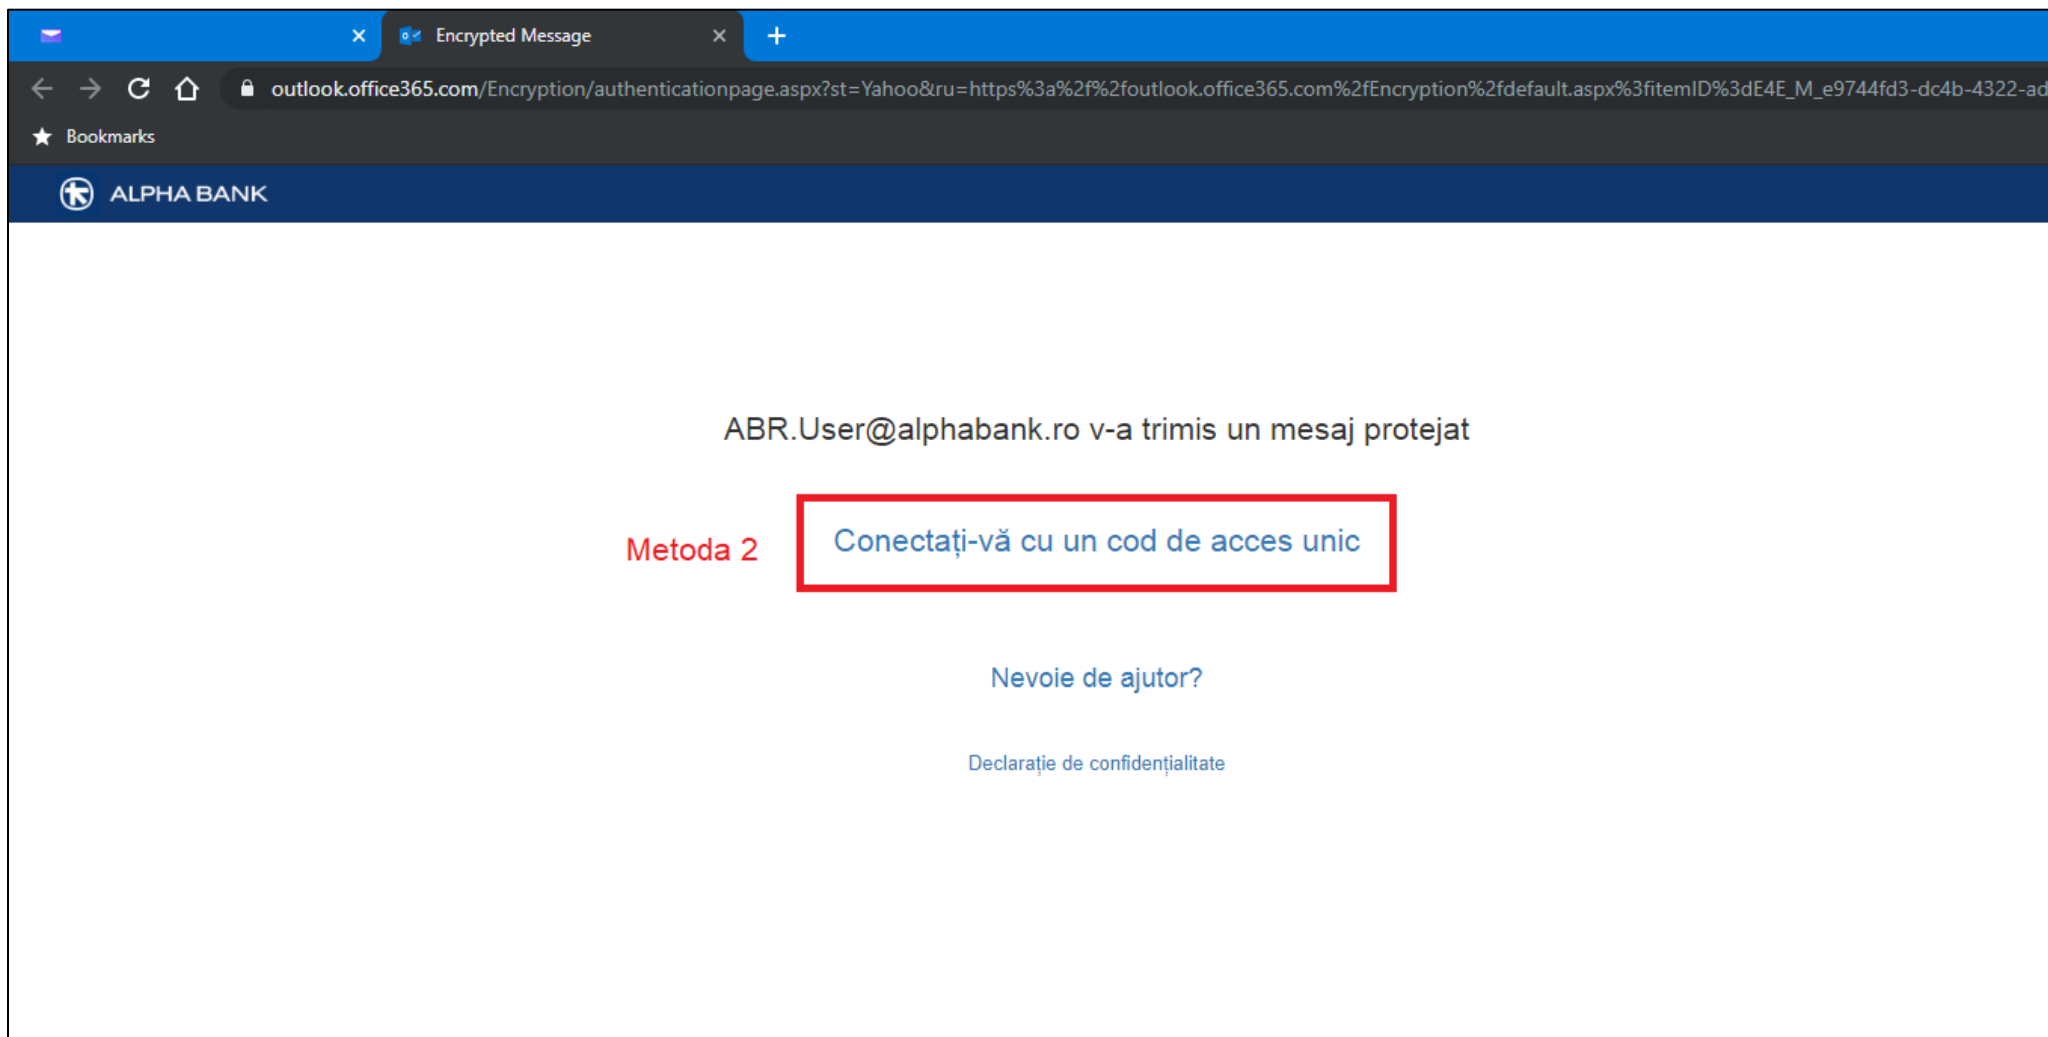 Encrypted Message
outlook.office365.com/Encryption/authenticationpage.aspx?st=Yahoo&ru=https%3a%2f%2foutlook.office365.com%2fEncryption%2fdefault.aspx%3fitemID%3dE4E_M_e9744fd3-dc4b-4322-ad
Bookmarks
ALPHA BANK
ABR.User@alphabank.ro v-a trimis un mesaj protejat
Metoda 2 Conectați-vă cu un cod de acces unic
Nevoie de ajutor?
Declarație de confidențialitate